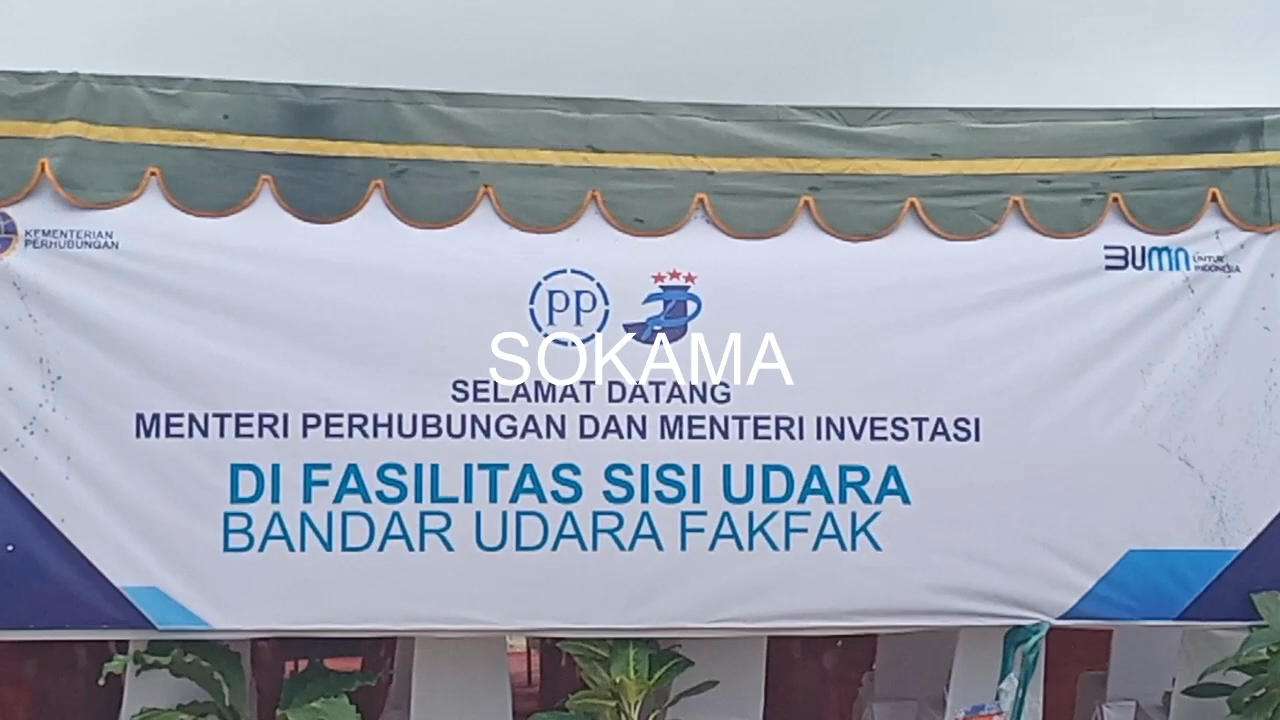 KEMENTERIAN
PERHUBUNGAN
BUMN UNTUK
INDONESIA
pp
SOKAMA
SELAMAT DATANG
MENTERI PERHUBUNGAN DAN MENTERI INVESTASI
DI FASILITAS SISI UDARA
BANDAR UDARA FAKFAK